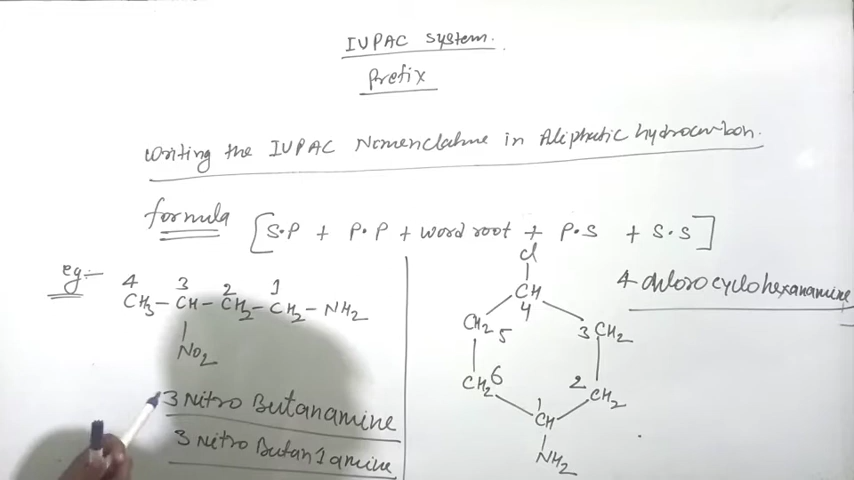 IUPAC System.
Prefix
Writing the IUPAC Nomenclature in Aliphatic hydrocarbon.
formula [S.P + P.P + word root + P.S + S.S]
eg:-
4 3 2 1
CH3 - CH - CH2 - CH2 - NH2
NO2
3 Nitro Butanamine
3 Nitro Butan 1 amine
Cl
CH
4
CH2 5
3 CH2
CH2 6
2 CH2
1
CH
NH2
4 chloro cyclo hexanamine